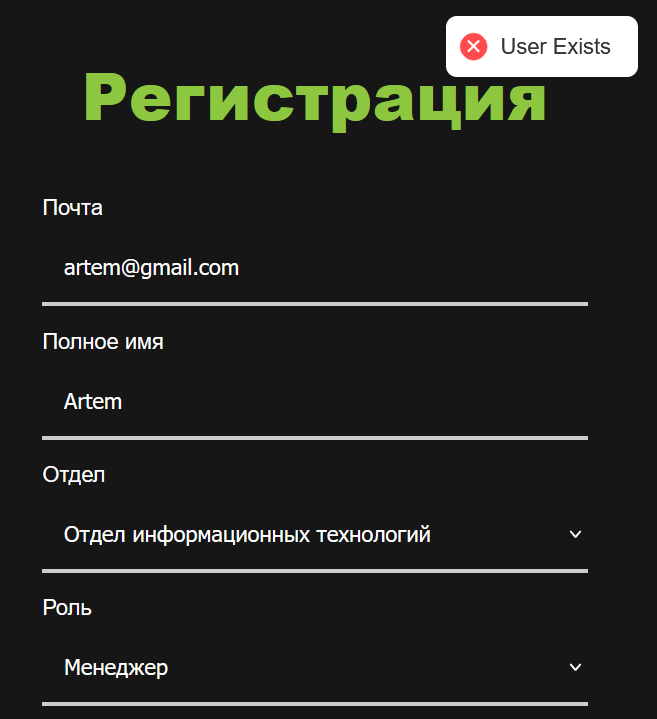 User Exists
Регистрация
Почта
artem@gmail.com
Полное имя
Artem
Отдел
Отдел информационных технологий
Роль
Менеджер